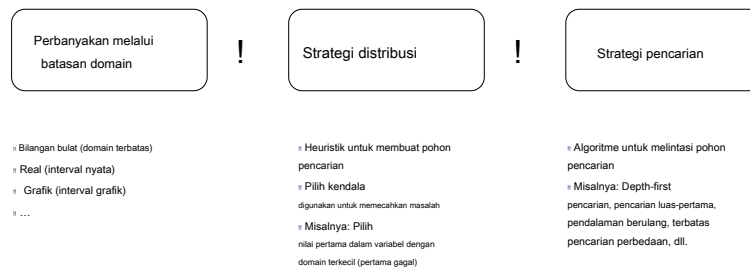 Perbanyakan melalui
batasan domain
!
Strategi distribusi
!
Strategi pencarian
Bilangan bulat (domain terbatas)
Real (interval nyata)
Grafik (interval grafik)
…
Heuristik untuk membuat pohon
pencarian
Pilih kendala
digunakan untuk memecahkan masalah
Misalnya: Pilih
nilai pertama dalam variabel dengan
domain terkecil (pertama gagal)
Algoritme untuk melintasi pohon
pencarian
Misalnya: Depth-first
pencarian, pencarian luas-pertama,
pendalaman berulang, terbatas
pencarian perbedaan, dll.